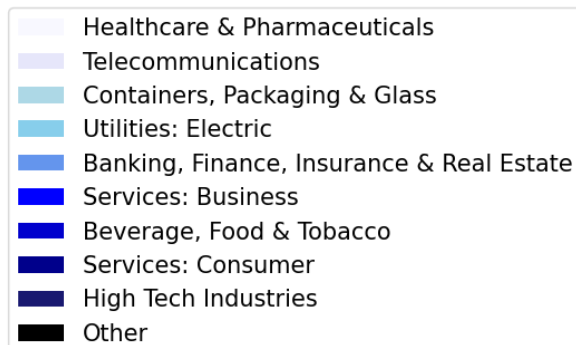 Healthcare & Pharmaceuticals
Telecommunications
Containers, Packaging & Glass
Utilities: Electric
Banking, Finance, Insurance & Real Estate
Services: Business
Beverage, Food & Tobacco
Services: Consumer
High Tech Industries
Other